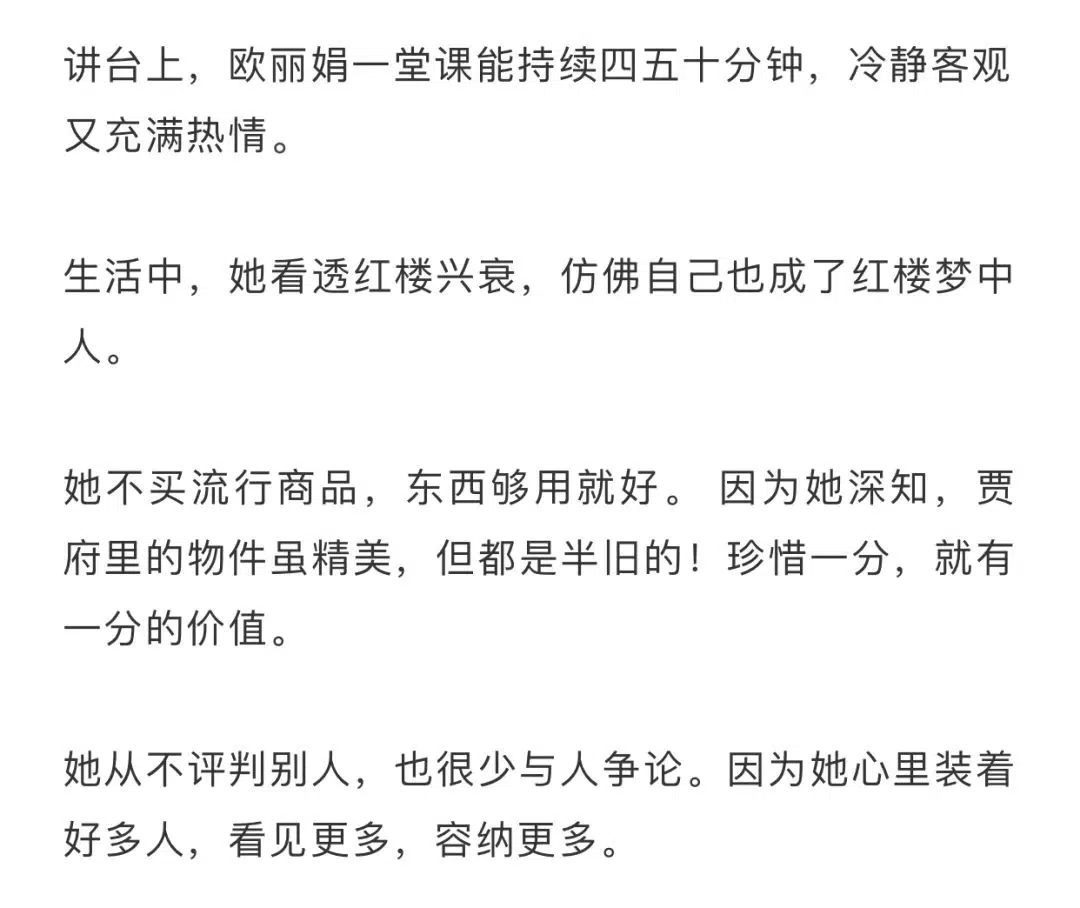 讲台上，欧丽娟一堂课能持续四五十分钟，冷静客观
又充满热情。
生活中，她看透红楼兴衰，仿佛自己也成了红楼梦中
人。
她不买流行商品，东西够用就好。 因为她深知，贾
府里的物件虽精美，但都是半旧的！珍惜一分，就有
一分的价值。
她从不评判别人，也很少与人争论。因为她心里装着
好多人，看见更多，容纳更多。